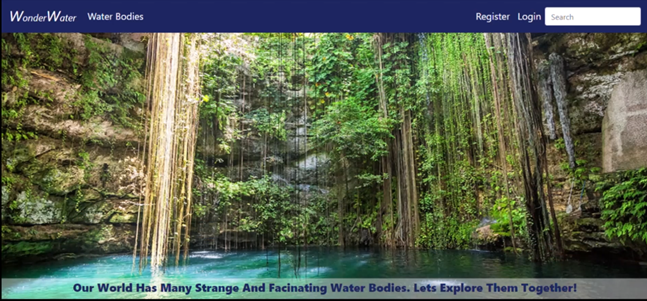 WonderWater
Water Bodies
Register
Login
Search
Our World Has Many Strange And Facinating Water Bodies. Lets Explore Them Together!